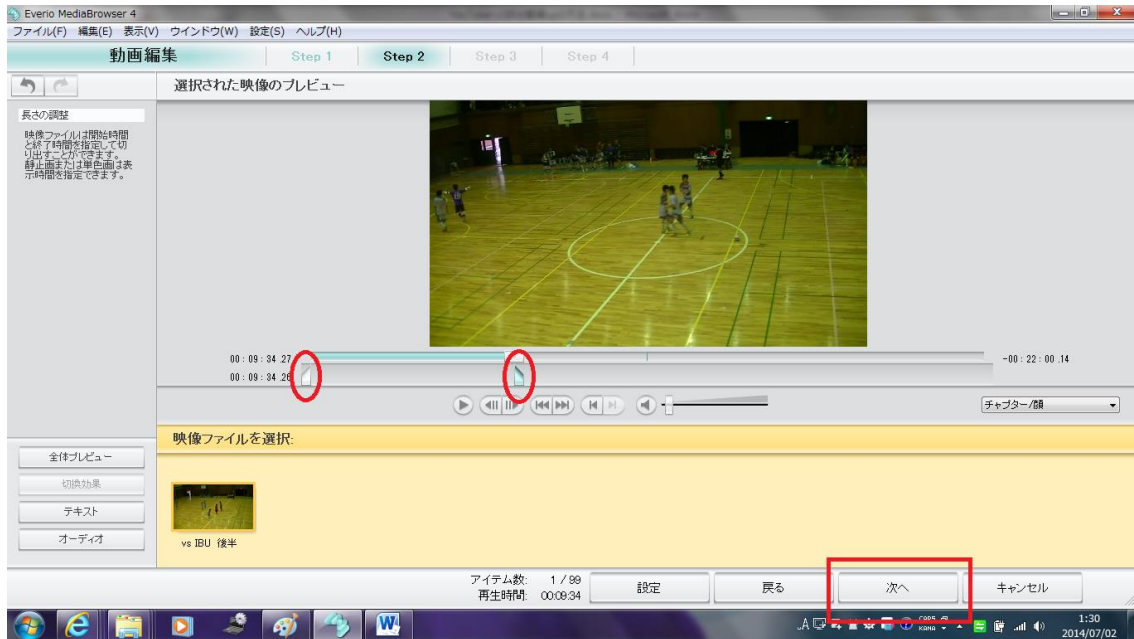 Everio MediaBrowser 4
ファイル(F) 編集(E) 表示(V) ウインドウ(W) 設定(S) ヘルプ(H)
動画編集 Step 1 Step 2 Step 3 Step 4
選択された映像のプレビュー
長さの調整
映像ファイルは開始時間
と終了時間を指定して切
り出すことができます。
静止画または単色画は表
示時間を指定できます。
00 : 09 : 34 .27 -00 : 22 : 00 .14
00 : 09 : 34 .26
チャプター/顔
映像ファイルを選択:
全体プレビュー
切換効果
テキスト
オーディオ
vs IBU 後半
アイテム数: 1 / 99
再生時間: 00:09:34
設定 戻る 次へ キャンセル
A CAPS
KANA
1:30
2014/07/02